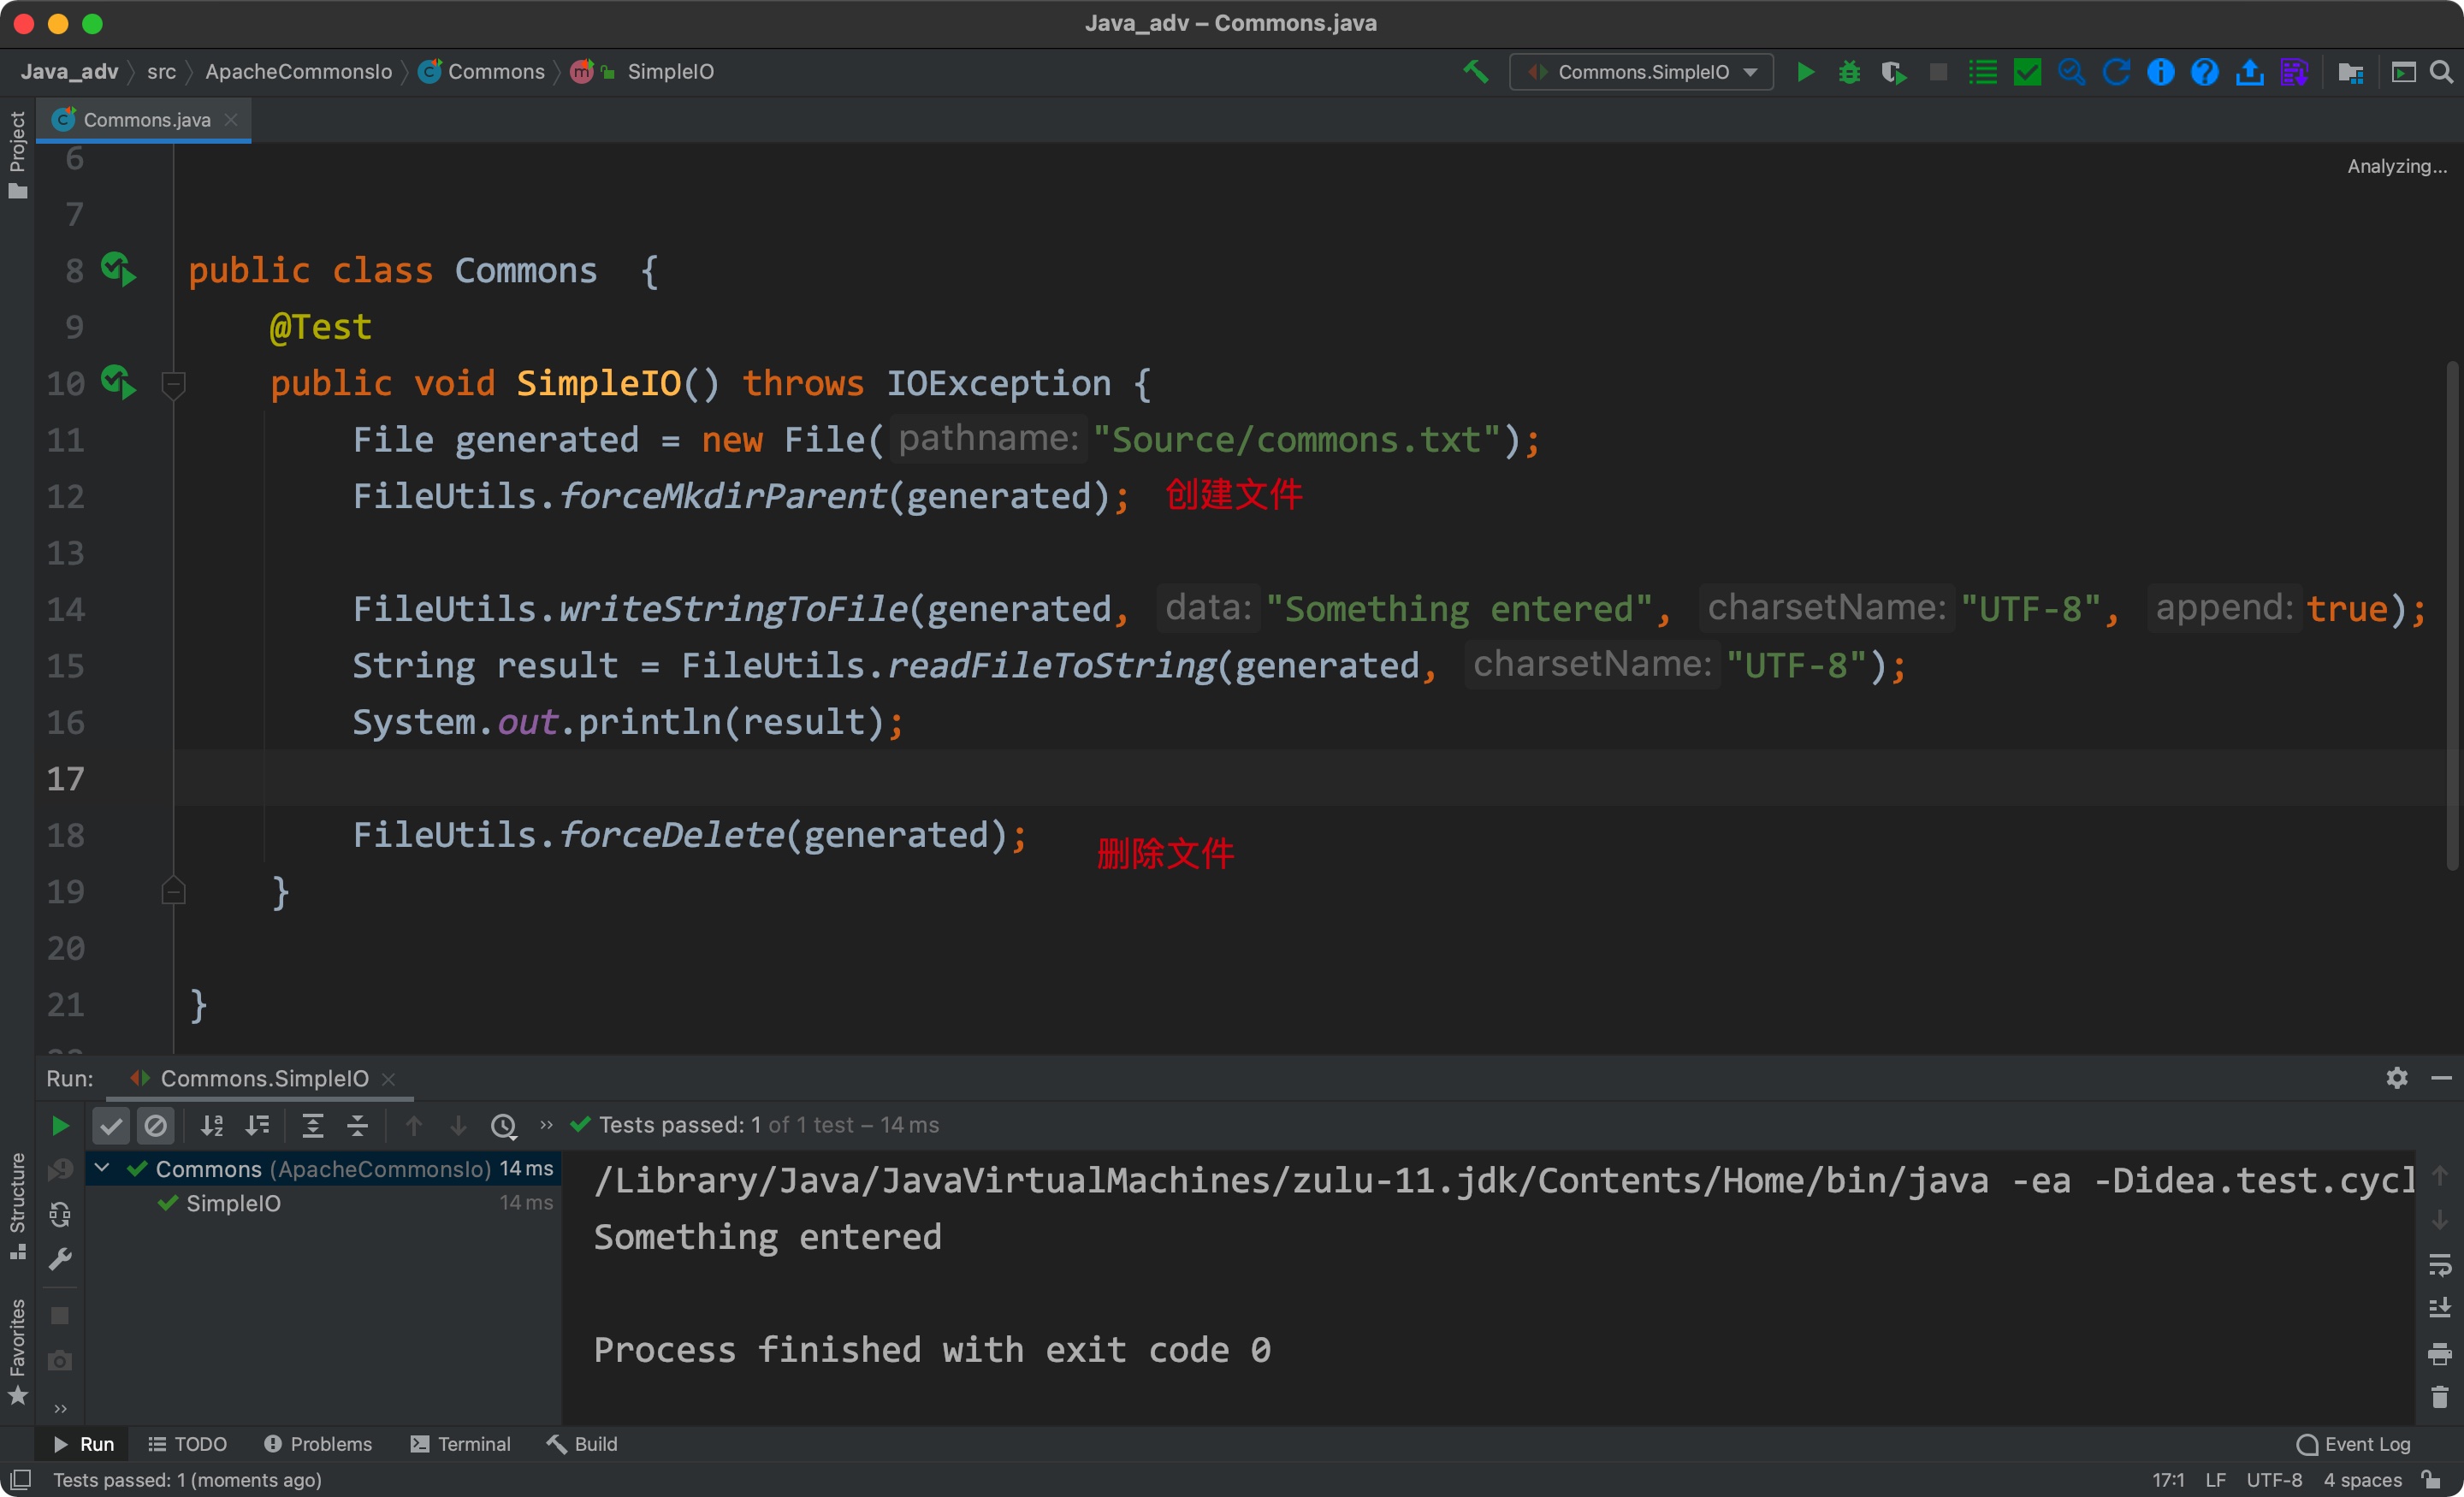 Java_adv – Commons.java
Java_adv src ApacheCommonsIo Commons SimpleIO Commons.SimpleIO
Project
Commons.java
Analyzing...
6
7
8 public class Commons  {
9 @Test
10 public void SimpleIO() throws IOException {
11 File generated = new File( pathname: "Source/commons.txt");
12 FileUtils.forceMkdirParent(generated); 创建文件
13
14 FileUtils.writeStringToFile(generated, data: "Something entered", charsetName: "UTF-8", append: true);
15 String result = FileUtils.readFileToString(generated, charsetName: "UTF-8");
16 System.out.println(result);
17
18 FileUtils.forceDelete(generated); 删除文件
19 }
20
21 }
Run: Commons.SimpleIO
Tests passed: 1 of 1 test – 14 ms
Commons (ApacheCommonsIo) 14 ms
SimpleIO 14 ms
/Library/Java/JavaVirtualMachines/zulu-11.jdk/Contents/Home/bin/java -ea -Didea.test.cycl
Something entered
Process finished with exit code 0
Structure
Favorites
Run TODO Problems Terminal Build Event Log
Tests passed: 1 (moments ago) 17:1 LF UTF-8 4 spaces